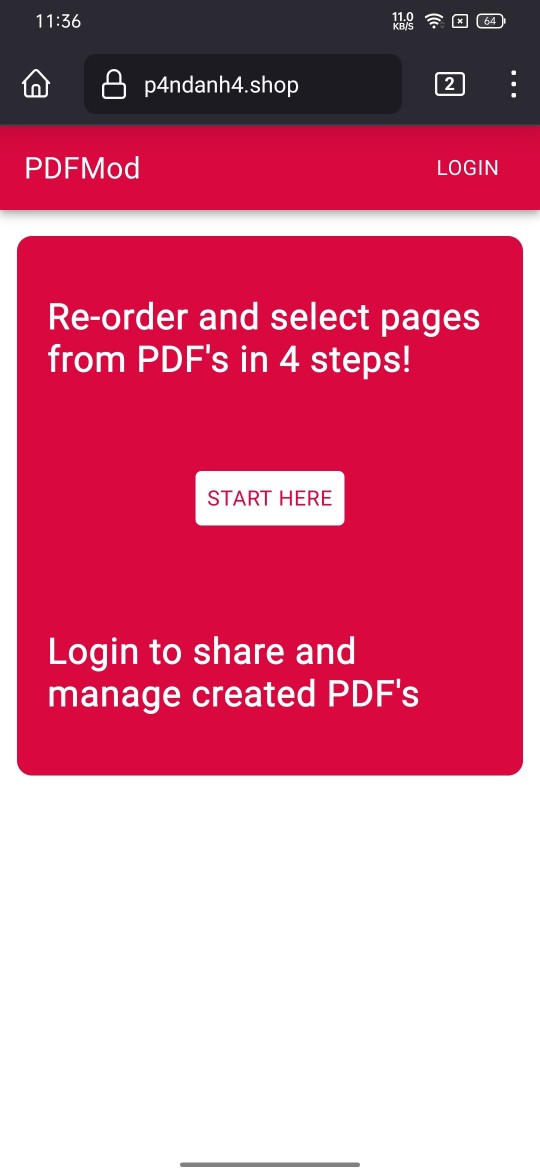 11:36
11.0
KB/S
64
p4ndanh4.shop
2
PDFMod
LOGIN
Re-order and select pages
from PDF's in 4 steps!
START HERE
Login to share and
manage created PDF's